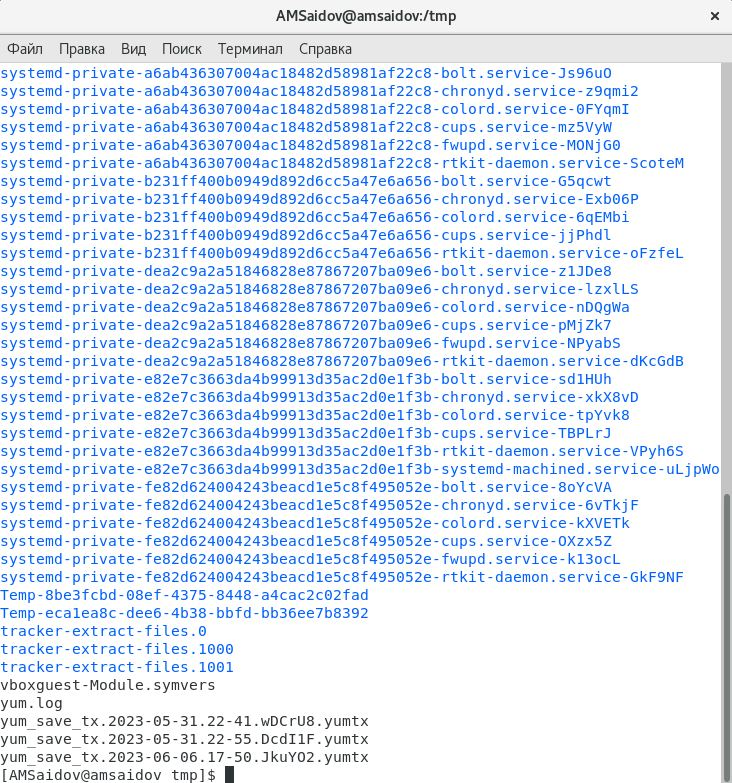 AMSaidov@amsaidov:/tmp ×
Файл Правка Вид Поиск Терминал Справка
systemd-private-a6ab436307004ac18482d58981af22c8-bolt.service-Js96uO
systemd-private-a6ab436307004ac18482d58981af22c8-chronyd.service-z9qmi2
systemd-private-a6ab436307004ac18482d58981af22c8-colord.service-0FYqmI
systemd-private-a6ab436307004ac18482d58981af22c8-cups.service-mz5VyW
systemd-private-a6ab436307004ac18482d58981af22c8-fwupd.service-MONjG0
systemd-private-a6ab436307004ac18482d58981af22c8-rtkit-daemon.service-ScoteM
systemd-private-b231ff400b0949d892d6cc5a47e6a656-bolt.service-G5qcwt
systemd-private-b231ff400b0949d892d6cc5a47e6a656-chronyd.service-Exb06P
systemd-private-b231ff400b0949d892d6cc5a47e6a656-colord.service-6qEMbi
systemd-private-b231ff400b0949d892d6cc5a47e6a656-cups.service-jjPhdl
systemd-private-b231ff400b0949d892d6cc5a47e6a656-rtkit-daemon.service-oFzfeL
systemd-private-dea2c9a2a51846828e87867207ba09e6-bolt.service-z1JDe8
systemd-private-dea2c9a2a51846828e87867207ba09e6-chronyd.service-lzxlLS
systemd-private-dea2c9a2a51846828e87867207ba09e6-colord.service-nDQgWa
systemd-private-dea2c9a2a51846828e87867207ba09e6-cups.service-pMjZk7
systemd-private-dea2c9a2a51846828e87867207ba09e6-fwupd.service-NPyabS
systemd-private-dea2c9a2a51846828e87867207ba09e6-rtkit-daemon.service-dKcGdB
systemd-private-e82e7c3663da4b99913d35ac2d0e1f3b-bolt.service-sd1HUh
systemd-private-e82e7c3663da4b99913d35ac2d0e1f3b-chronyd.service-xkX8vD
systemd-private-e82e7c3663da4b99913d35ac2d0e1f3b-colord.service-tpYvk8
systemd-private-e82e7c3663da4b99913d35ac2d0e1f3b-cups.service-TBPLrJ
systemd-private-e82e7c3663da4b99913d35ac2d0e1f3b-rtkit-daemon.service-VPyh6S
systemd-private-e82e7c3663da4b99913d35ac2d0e1f3b-systemd-machined.service-uLjpWo
systemd-private-fe82d624004243beacd1e5c8f495052e-bolt.service-8oYcVA
systemd-private-fe82d624004243beacd1e5c8f495052e-chronyd.service-6vTkjF
systemd-private-fe82d624004243beacd1e5c8f495052e-colord.service-kXVETk
systemd-private-fe82d624004243beacd1e5c8f495052e-cups.service-OXzx5Z
systemd-private-fe82d624004243beacd1e5c8f495052e-fwupd.service-k13ocL
systemd-private-fe82d624004243beacd1e5c8f495052e-rtkit-daemon.service-GkF9NF
Temp-8be3fcbd-08ef-4375-8448-a4cac2c02fad
Temp-eca1ea8c-dee6-4b38-bbfd-bb36ee7b8392
tracker-extract-files.0
tracker-extract-files.1000
tracker-extract-files.1001
vboxguest-Module.symvers
yum.log
yum_save_tx.2023-05-31.22-41.wDCrU8.yumtx
yum_save_tx.2023-05-31.22-55.DcdI1F.yumtx
yum_save_tx.2023-06-06.17-50.JkuYO2.yumtx
[AMSaidov@amsaidov tmp]$